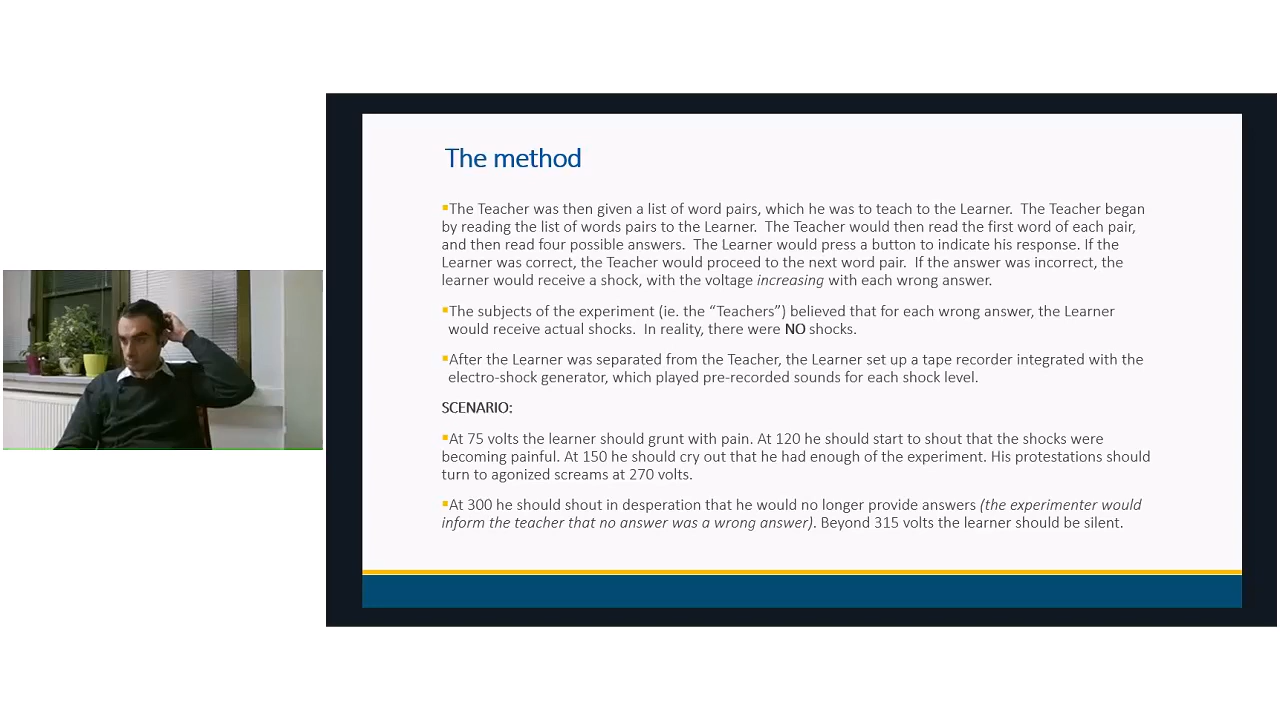 The method
▪The Teacher was then given a list of word pairs, which he was to teach to the Learner.  The Teacher began
by reading the list of words pairs to the Learner.  The Teacher would then read the first word of each pair,
and then read four possible answers.  The Learner would press a button to indicate his response. If the
Learner was correct, the Teacher would proceed to the next word pair.  If the answer was incorrect, the
learner would receive a shock, with the voltage increasing with each wrong answer.
▪The subjects of the experiment (ie. the “Teachers”) believed that for each wrong answer, the Learner
would receive actual shocks.  In reality, there were NO shocks.
▪After the Learner was separated from the Teacher, the Learner set up a tape recorder integrated with the
electro-shock generator, which played pre-recorded sounds for each shock level.
SCENARIO:
▪At 75 volts the learner should grunt with pain. At 120 he should start to shout that the shocks were
becoming painful. At 150 he should cry out that he had enough of the experiment. His protestations should
turn to agonized screams at 270 volts.
▪At 300 he should shout in desperation that he would no longer provide answers (the experimenter would
inform the teacher that no answer was a wrong answer). Beyond 315 volts the learner should be silent.